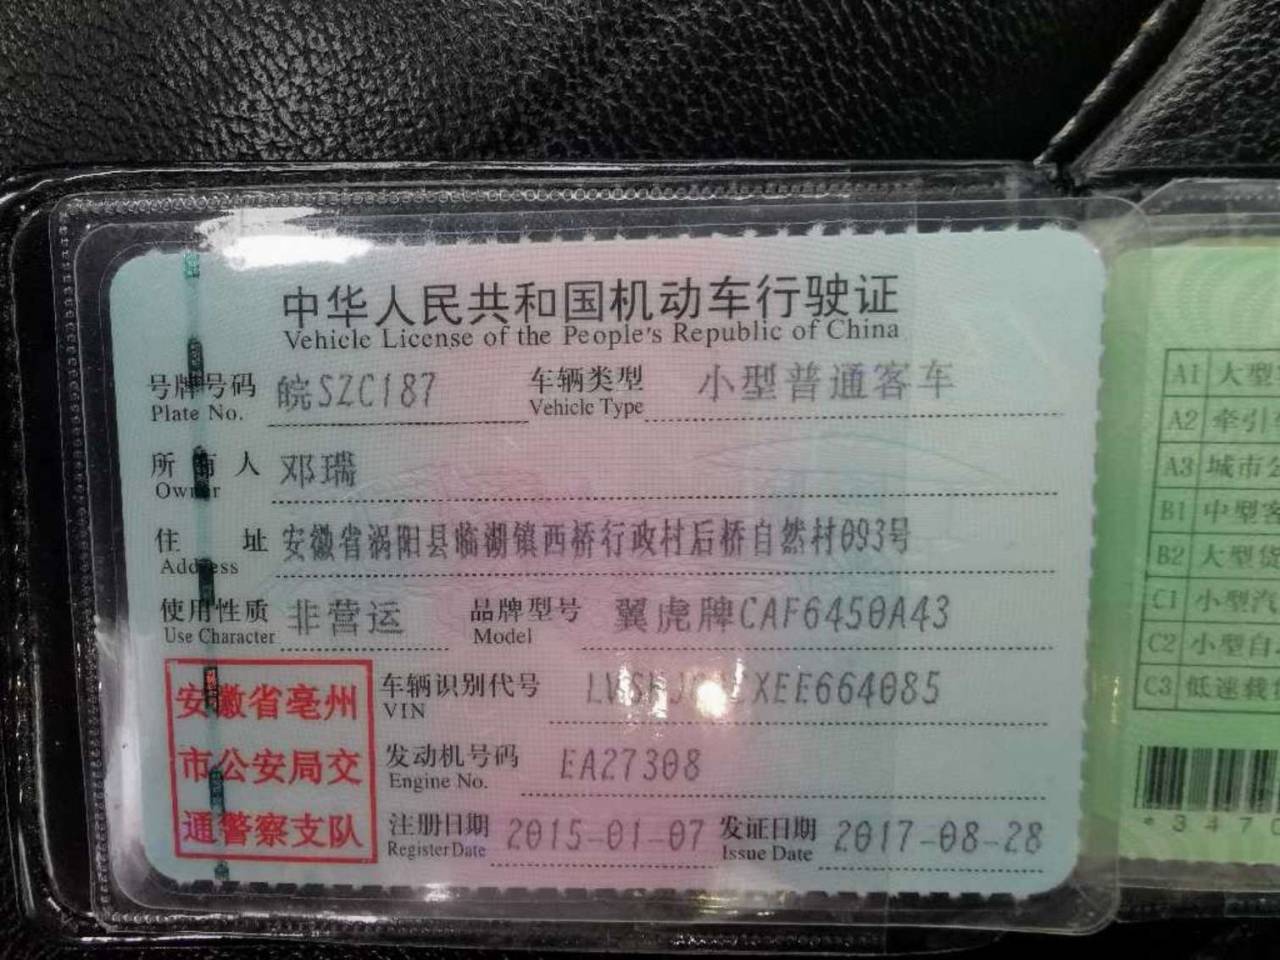 中华人民共和国机动车行驶证
Vehicle License of the People's Republic of China
号牌号码 皖SZC187 车辆类型 小型普通客车
Plate No. Vehicle Type
所有人 邓瑞
Owner
住址 安徽省涡阳县临湖镇西桥行政村后桥自然村093号
Address
使用性质 非营运 品牌型号 翼虎牌CAF6450A43
Use Character Model
安徽省亳州
市公安局交
通警察支队
车辆识别代号
VIN
发动机号码 EA27308
Engine No.
注册日期 2015-01-07 发证日期 2017-08-28
Register Date Issue Date
A1 大型
A2 牵引
A3 城市公
B1 中型客
B2 大型货
C1 小型汽
C2 小型自
C3 低速载
*347